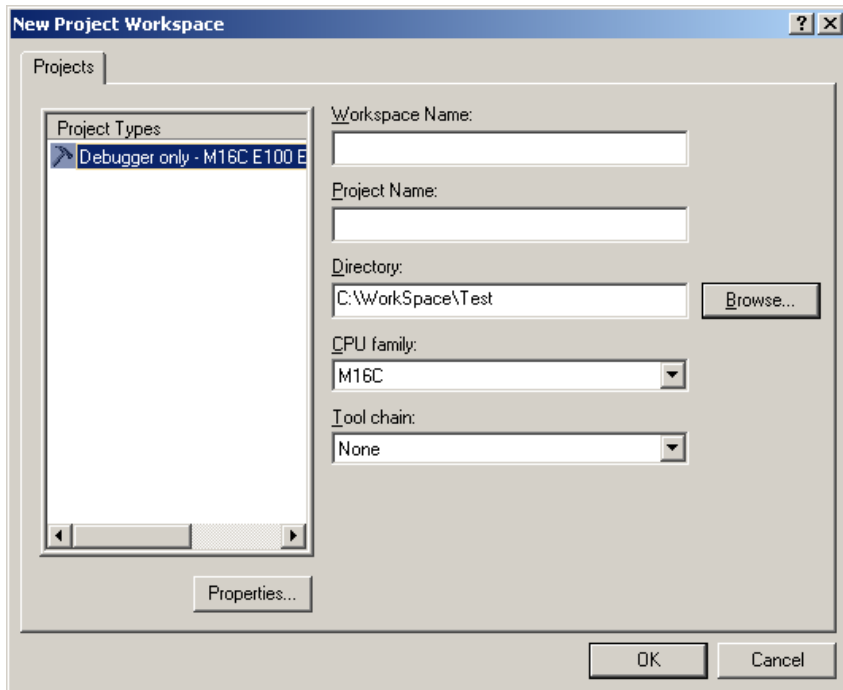 New Project Workspace
Projects
Project Types
Debugger only - M16C E100 E
Workspace Name:
Project Name:
Directory:
C:\WorkSpace\Test
Browse...
CPU family:
M16C
Tool chain:
None
Properties...
OK
Cancel